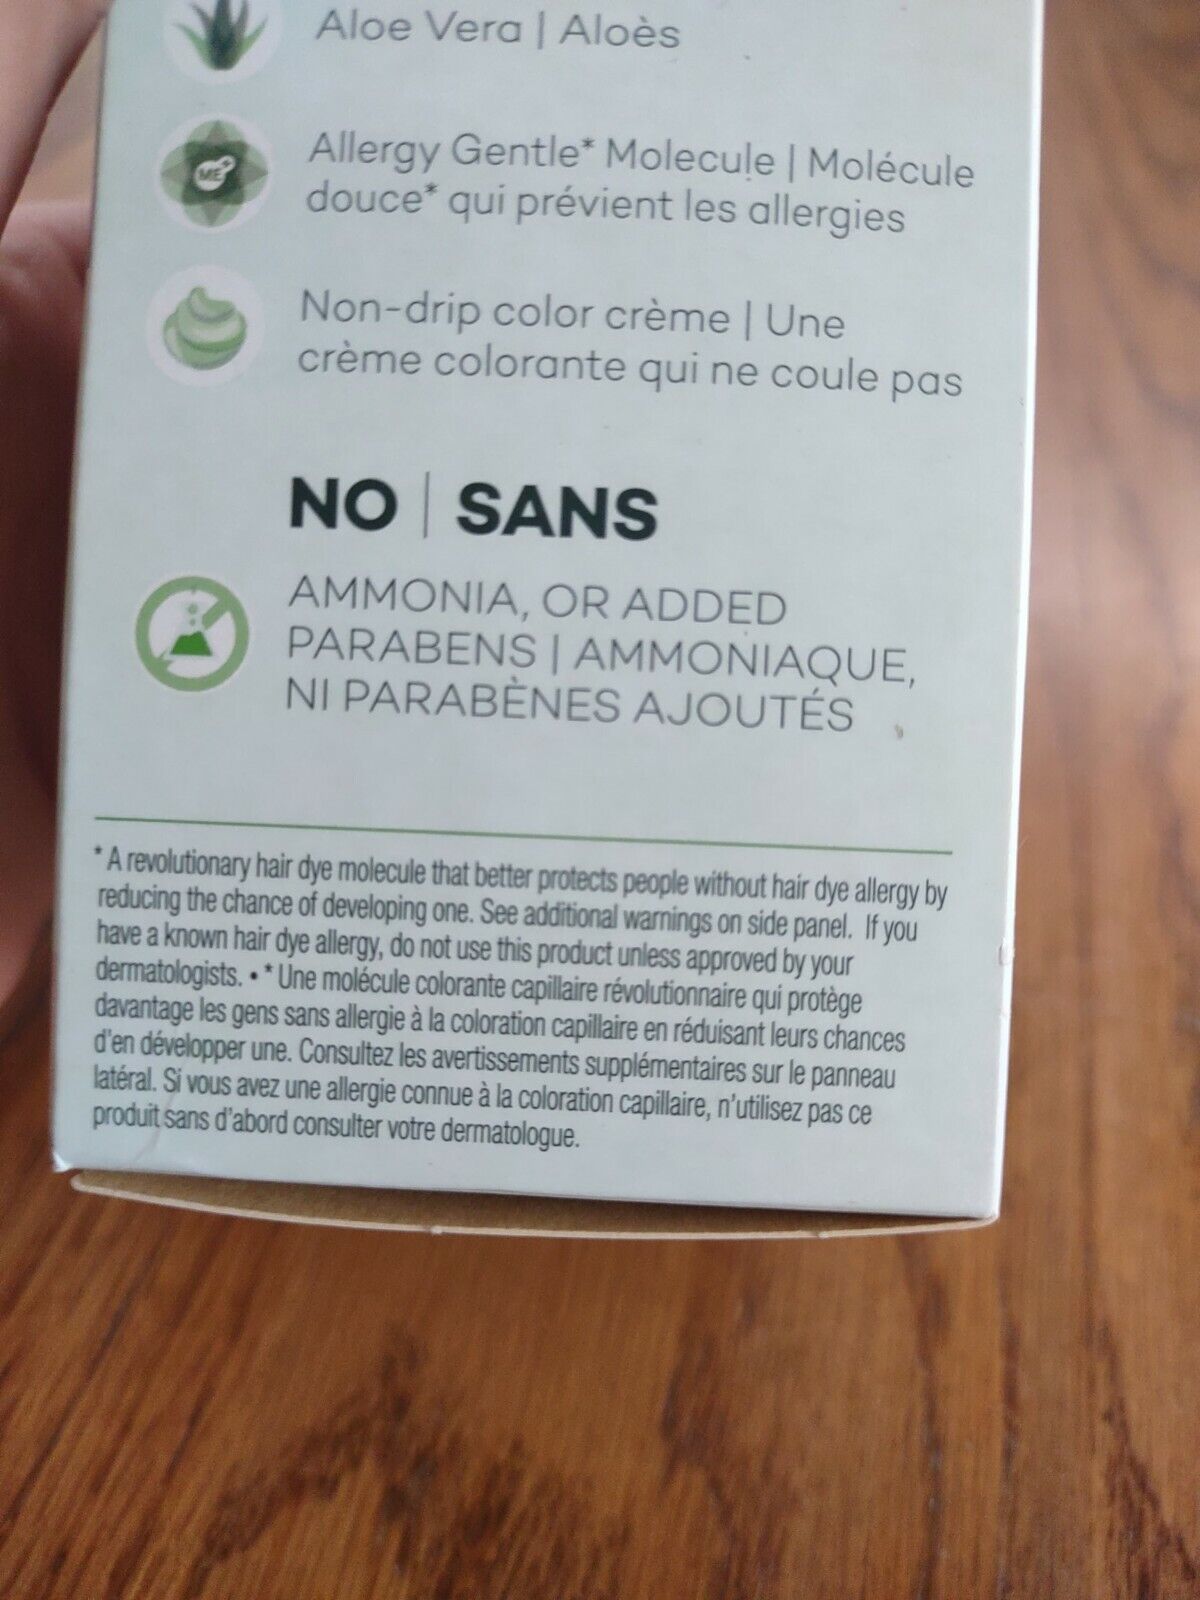 Aloe Vera | Aloès
Allergy Gentle* Molecule | Molécule
douce* qui prévient les allergies
ME+
Non-drip color crème | Une
crème colorante qui ne coule pas
NO | SANS
AMMONIA, OR ADDED
PARABENS | AMMONIAQUE,
NI PARABÈNES AJOUTÉS
* A revolutionary hair dye molecule that better protects people without hair dye allergy by
reducing the chance of developing one. See additional warnings on side panel. If you
have a known hair dye allergy, do not use this product unless approved by your
dermatologists. • * Une molécule colorante capillaire révolutionnaire qui protège
davantage les gens sans allergie à la coloration capillaire en réduisant leurs chances
d'en développer une. Consultez les avertissements supplémentaires sur le panneau
latéral. Si vous avez une allergie connue à la coloration capillaire, n'utilisez pas ce
produit sans d'abord consulter votre dermatologue.